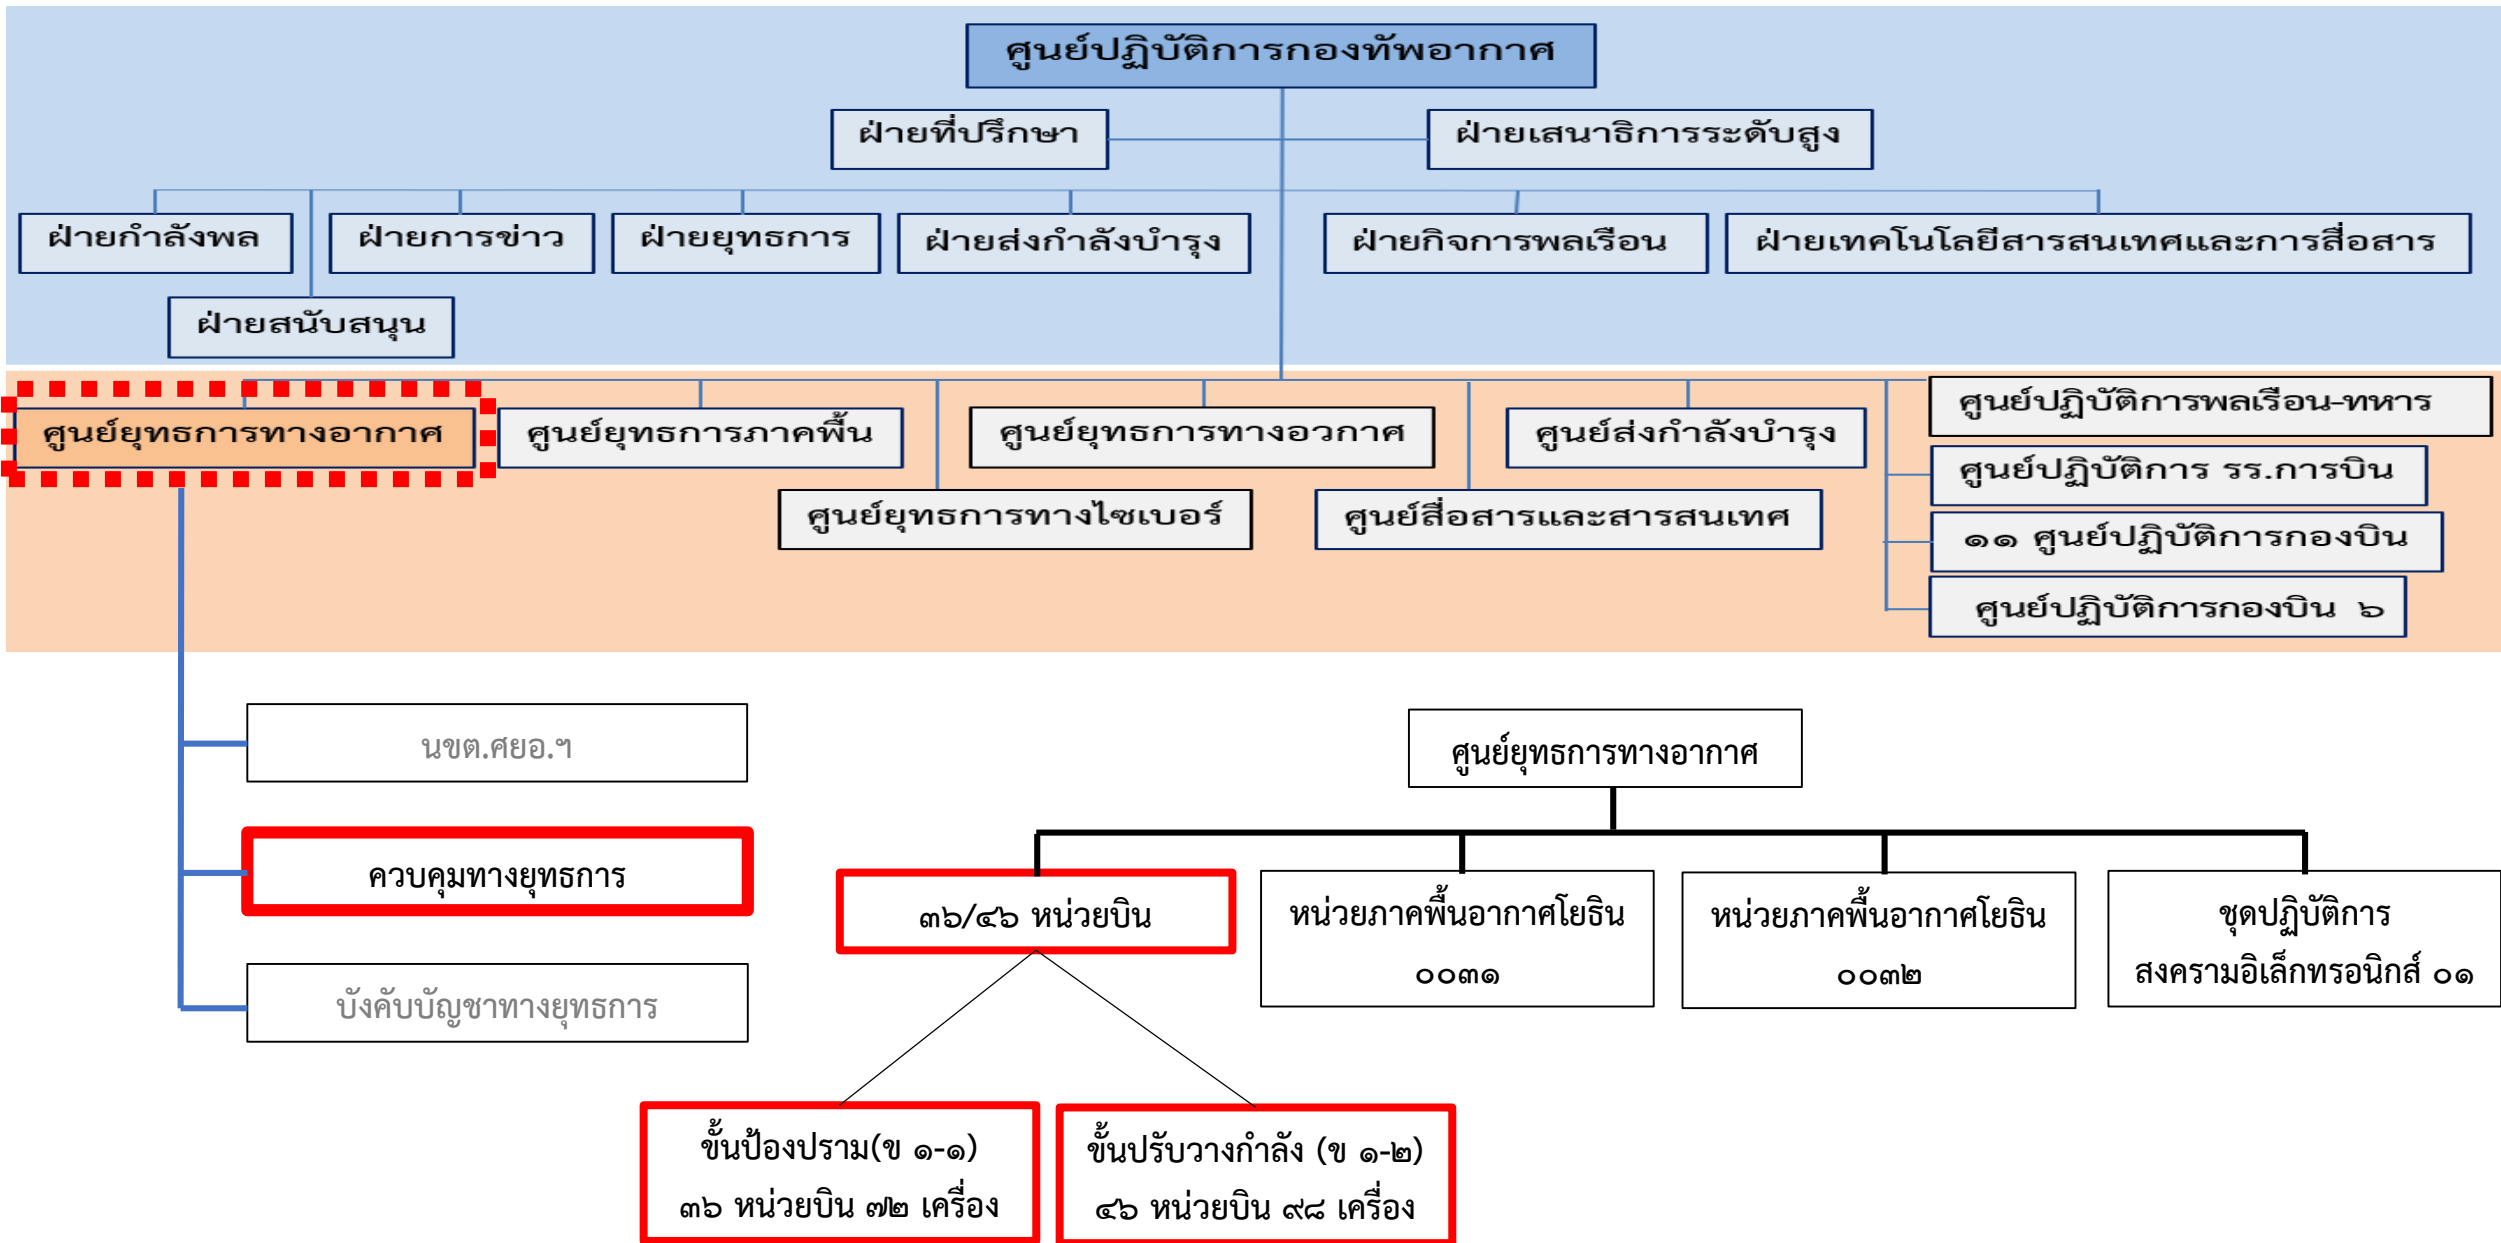 ศูนย์ปฏิบัติการกองทัพอากาศ
ฝ่ายที่ปรึกษา
ฝ่ายเสนาธิการระดับสูง
ฝ่ายกำลังพล
ฝ่ายการข่าว
ฝ่ายยุทธการ
ฝ่ายส่งกำลังบำรุง
ฝ่ายกิจการพลเรือน
ฝ่ายเทคโนโลยีสารสนเทศและการสื่อสาร
ฝ่ายสนับสนุน
ศูนย์ยุทธการทางอากาศ
ศูนย์ยุทธการภาคพื้น
ศูนย์ยุทธการทางอวกาศ
ศูนย์ส่งกำลังบำรุง
ศูนย์ปฏิบัติการพลเรือน-ทหาร
ศูนย์ปฏิบัติการ รร.การบิน
ศูนย์ยุทธการทางไซเบอร์
ศูนย์สื่อสารและสารสนเทศ
๑๑ ศูนย์ปฏิบัติการกองบิน
ศูนย์ปฏิบัติการกองบิน ๖
นขต.ศยอ.ฯ
ควบคุมทางยุทธการ
บังคับบัญชาทางยุทธการ
ศูนย์ยุทธการทางอากาศ
๓๖/๔๖ หน่วยบิน
หน่วยภาคพื้นอากาศโยธิน
๐๐๓๑
หน่วยภาคพื้นอากาศโยธิน
๐๐๓๒
ชุดปฏิบัติการ
สงครามอิเล็กทรอนิกส์ ๐๑
ขั้นป้องปราม(ข ๑-๑)
๓๖ หน่วยบิน ๗๒ เครื่อง
ขั้นปรับวางกำลัง (ข ๑-๒)
๔๖ หน่วยบิน ๙๘ เครื่อง